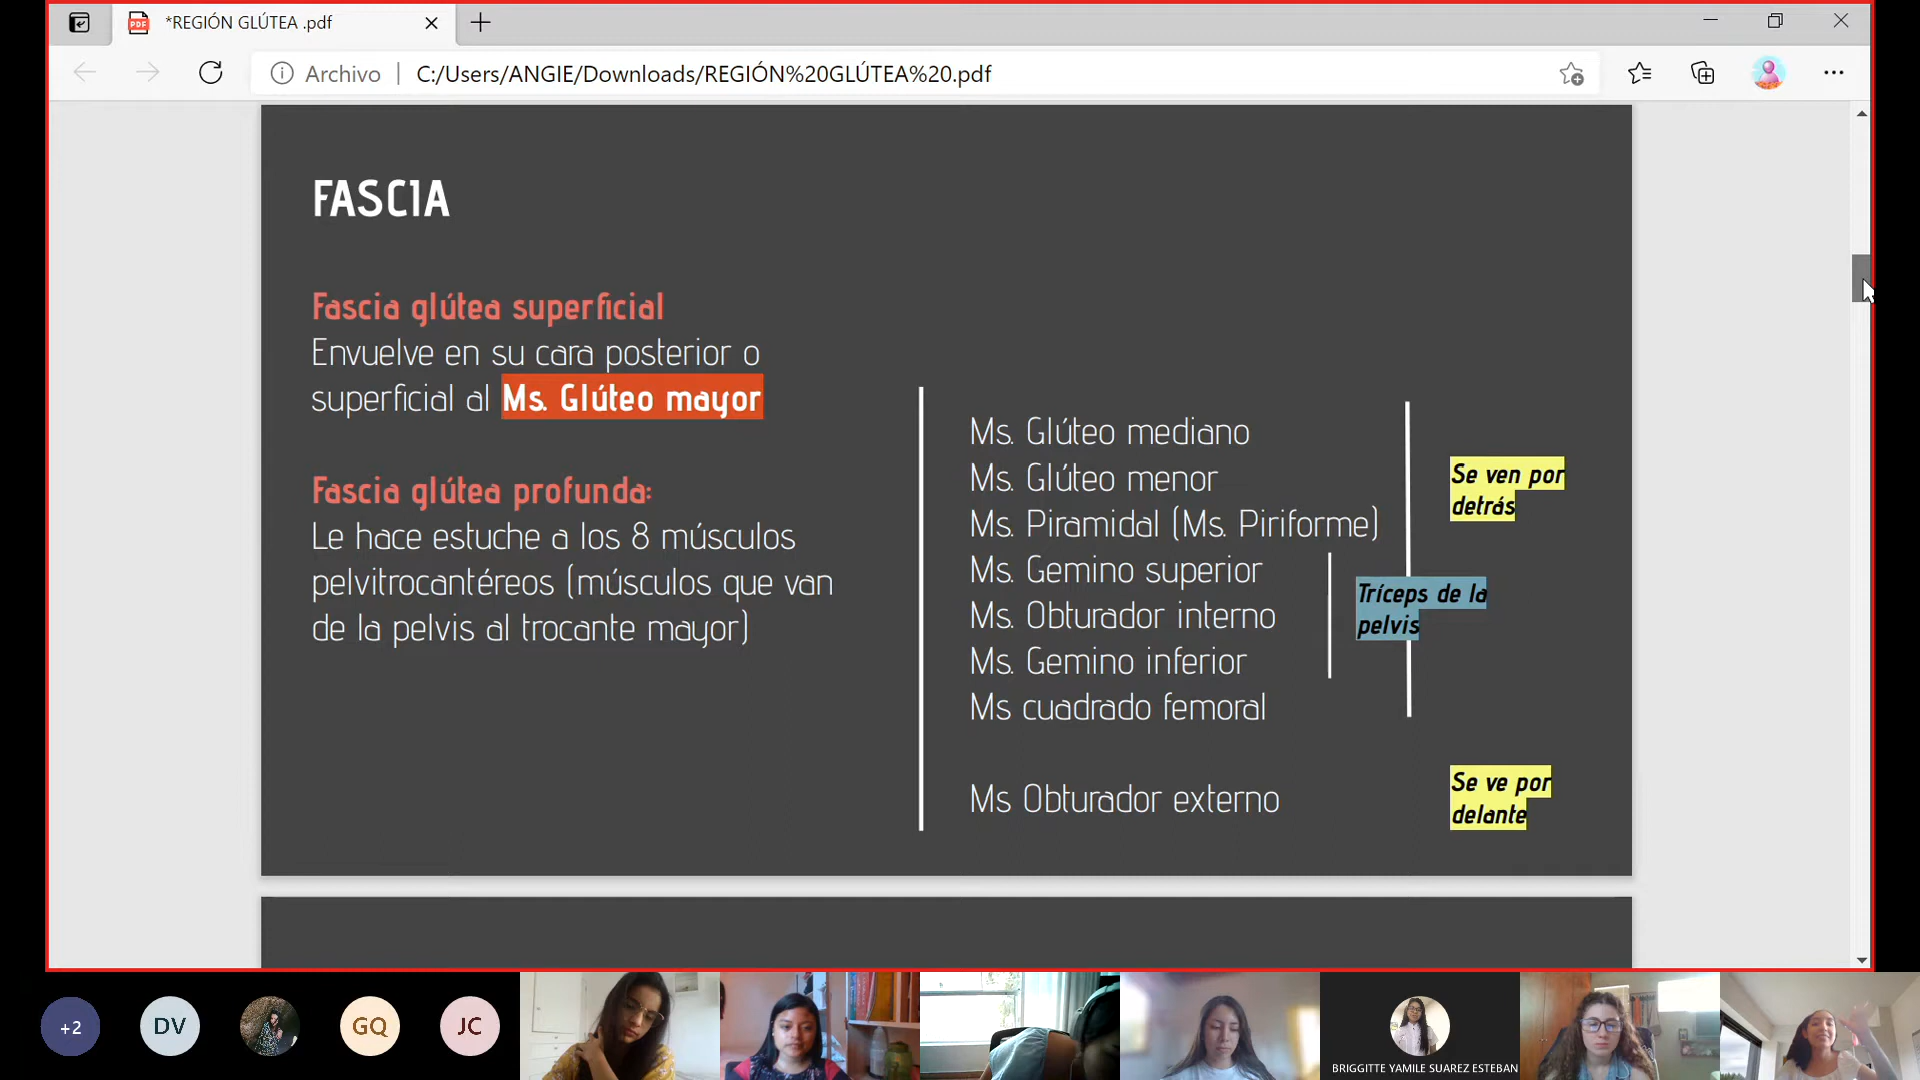 *REGIÓN GLÚTEA .pdf
Archivo
C:/Users/ANGIE/Downloads/REGIÓN%20GLÚTEA%20.pdf
FASCIA
Fascia glútea superficial
Envuelve en su cara posterior o
superficial al Ms. Glúteo mayor
Fascia glútea profunda:
Le hace estuche a los 8 músculos
pelvitrocantéreos (músculos que van
de la pelvis al trocante mayor)
Ms. Glúteo mediano
Ms. Glúteo menor
Ms. Piramidal (Ms. Piriforme)
Ms. Gemino superior
Ms. Obturador interno
Ms. Gemino inferior
Ms cuadrado femoral
Ms Obturador externo
Se ven por
detrás
Tríceps de la
pelvis
Se ve por
delante
+2
DV
GQ
JC
BRIGGITTE YAMILE SUAREZ ESTEBAN